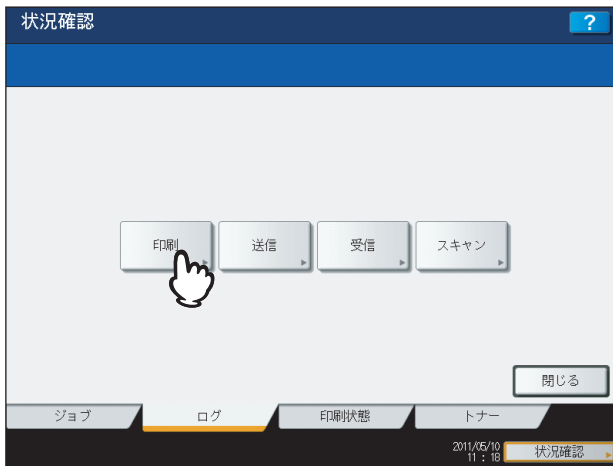 状況確認
?
印刷 送信 受信 スキャン
閉じる
ジョブ ログ 印刷状態 トナー
2011/05/10
11 : 18
状況確認